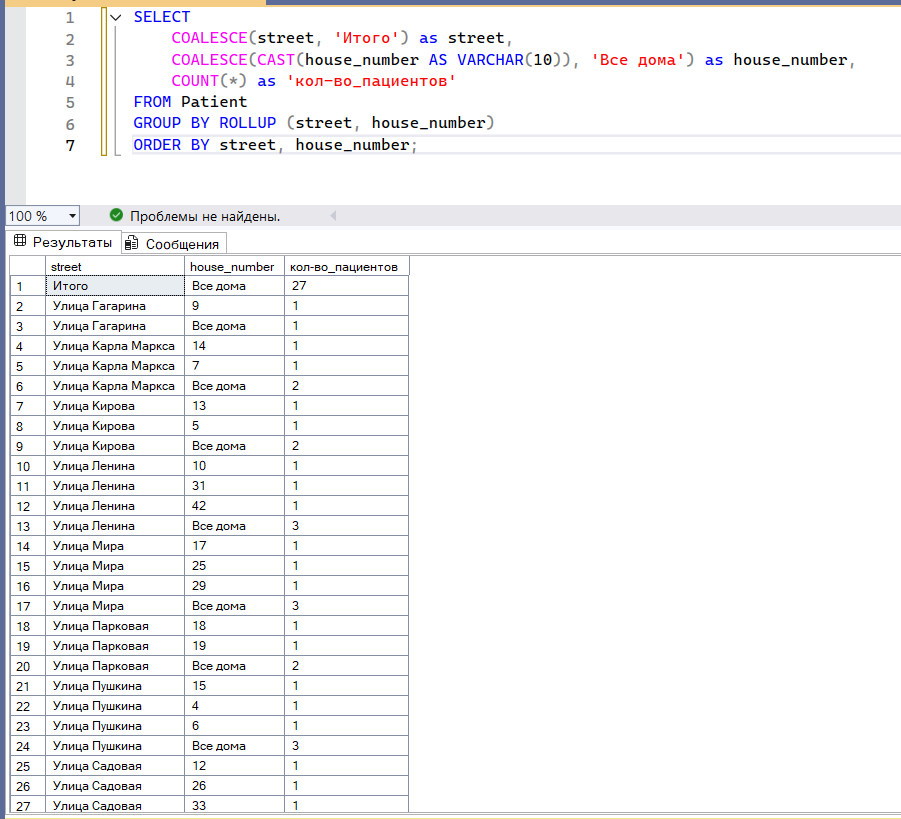 1 SELECT
2 COALESCE(street, 'Итого') as street,
3 COALESCE(CAST(house_number AS VARCHAR(10)), 'Все дома') as house_number,
4 COUNT(*) as 'кол-во_пациентов'
5 FROM Patient
6 GROUP BY ROLLUP (street, house_number)
7 ORDER BY street, house_number;
100 % Проблемы не найдены.
Результаты Сообщения
street house_number кол-во_пациентов
1 Итого Все дома 27
2 Улица Гагарина 9 1
3 Улица Гагарина Все дома 1
4 Улица Карла Маркса 14 1
5 Улица Карла Маркса 7 1
6 Улица Карла Маркса Все дома 2
7 Улица Кирова 13 1
8 Улица Кирова 5 1
9 Улица Кирова Все дома 2
10 Улица Ленина 10 1
11 Улица Ленина 31 1
12 Улица Ленина 42 1
13 Улица Ленина Все дома 3
14 Улица Мира 17 1
15 Улица Мира 25 1
16 Улица Мира 29 1
17 Улица Мира Все дома 3
18 Улица Парковая 18 1
19 Улица Парковая 19 1
20 Улица Парковая Все дома 2
21 Улица Пушкина 15 1
22 Улица Пушкина 4 1
23 Улица Пушкина 6 1
24 Улица Пушкина Все дома 3
25 Улица Садовая 12 1
26 Улица Садовая 26 1
27 Улица Садовая 33 1